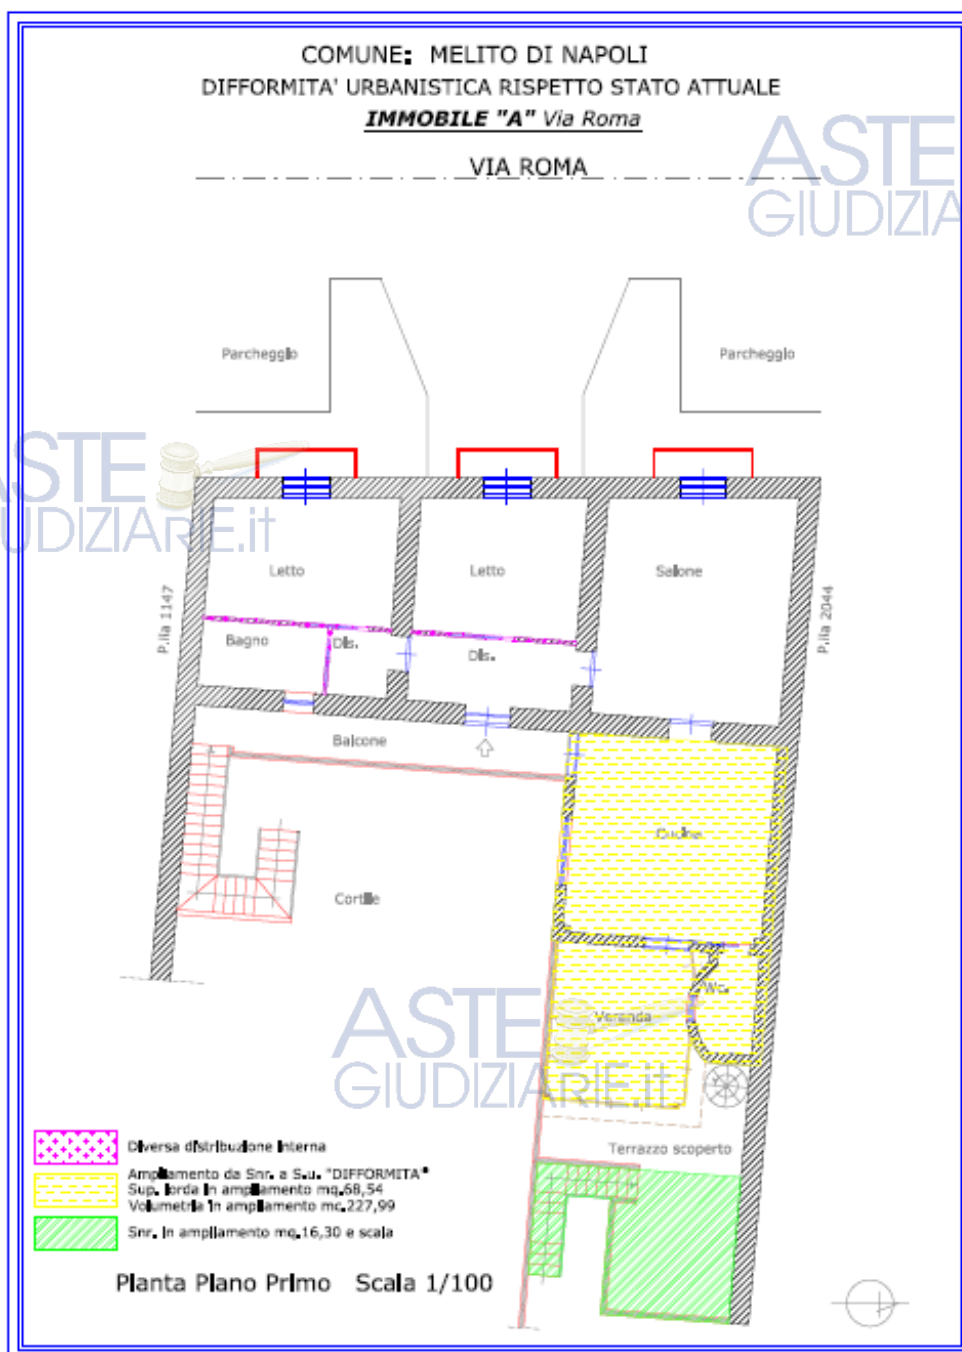 COMUNE: MELITO DI NAPOLI
DIFFORMITA' URBANISTICA RISPETTO STATO ATTUALE
IMMOBILE "A" Via Roma
VIA ROMA
ASTE
GIUDIZIA
Parcheggio
Parcheggio
ASTE
UDIZIARIE.it
Letto
Letto
Salone
P.lla 1147
P.lla 2044
Bagno
Dis.
Dis.
Balcone
Cucina
Cortile
Wc.
Veranda
ASTE
GIUDIZIARIE.it
Terrazzo scoperto
Diversa distribuzione interna
Ampliamento da Snr. a S.u. "DIFFORMITA"
Sup. lorda in ampliamento mq.68,54
Volumetria in ampliamento mc.227,99
Snr. in ampliamento mq.16,30 e scala
Pianta Piano Primo Scala 1/100